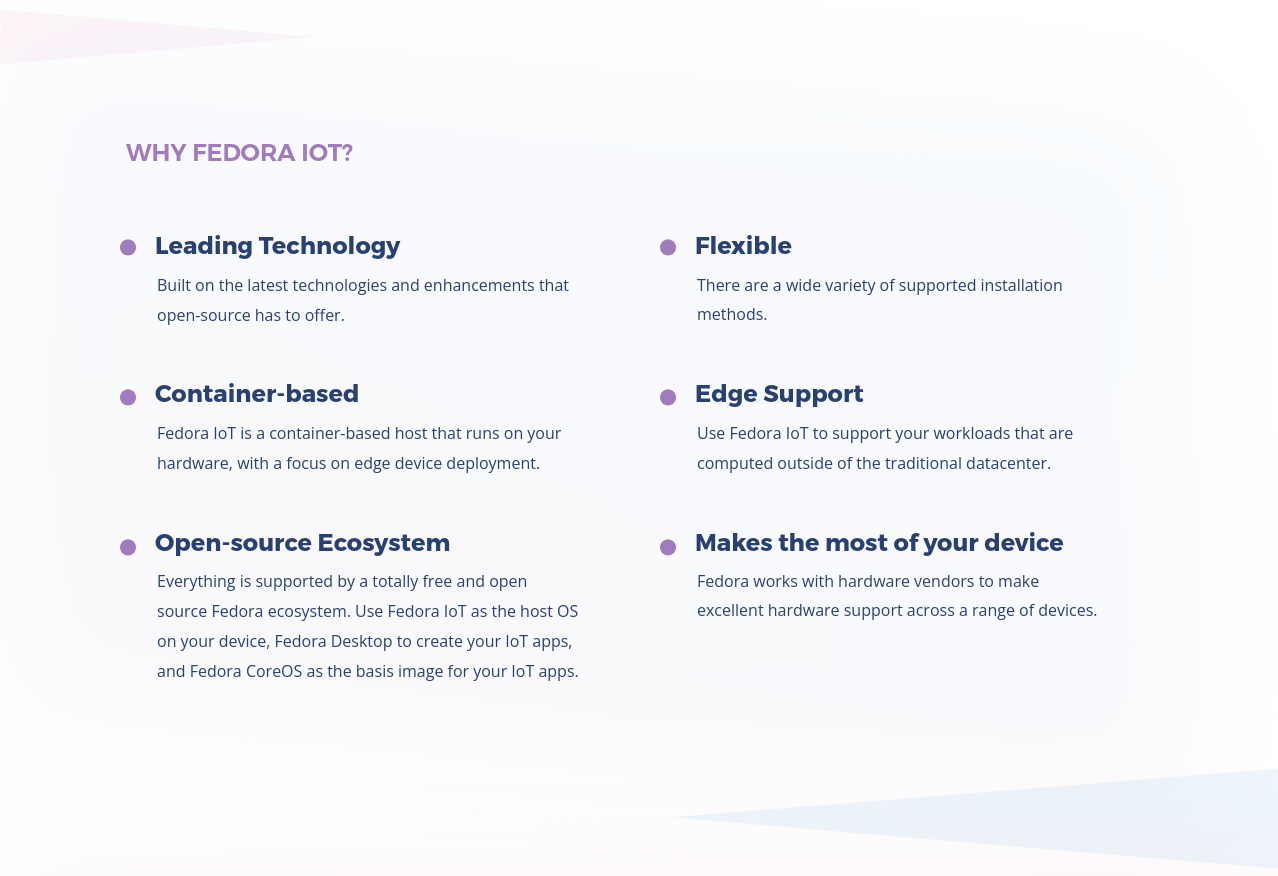 WHY FEDORA IOT?
Leading Technology
Built on the latest technologies and enhancements that
open-source has to offer.
Flexible
There are a wide variety of supported installation
methods.
Container-based
Fedora IoT is a container-based host that runs on your
hardware, with a focus on edge device deployment.
Edge Support
Use Fedora IoT to support your workloads that are
computed outside of the traditional datacenter.
Open-source Ecosystem
Everything is supported by a totally free and open
source Fedora ecosystem. Use Fedora IoT as the host OS
on your device, Fedora Desktop to create your IoT apps,
and Fedora CoreOS as the basis image for your IoT apps.
Makes the most of your device
Fedora works with hardware vendors to make
excellent hardware support across a range of devices.